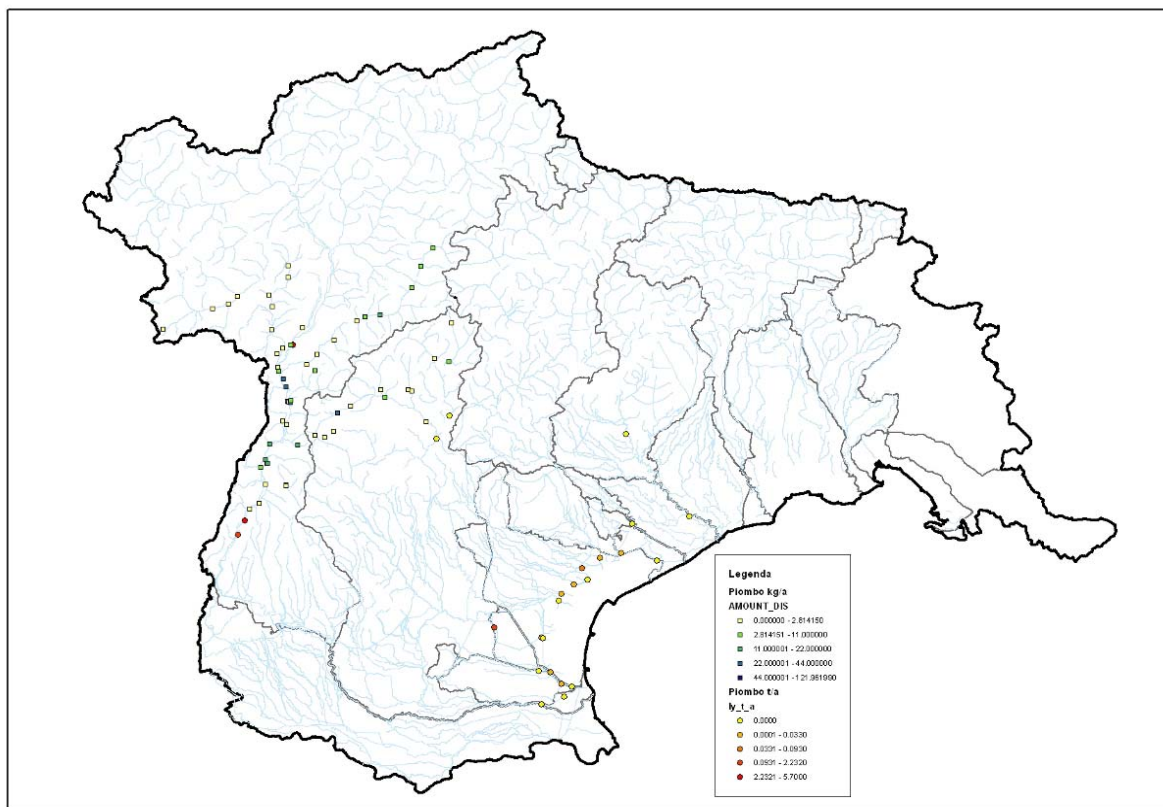 Legenda
Piombo kg/a
AMOUNT_DIS
0.000000 - 2.814150
2.814151 - 11.000000
11.000001 - 22.000000
22.000001 - 44.000000
44.000001 - 121.981990
Piombo t/a
ly_t_a
0.0000
0.0001 - 0.0330
0.0331 - 0.0930
0.0931 - 2.2320
2.2321 - 5.7000